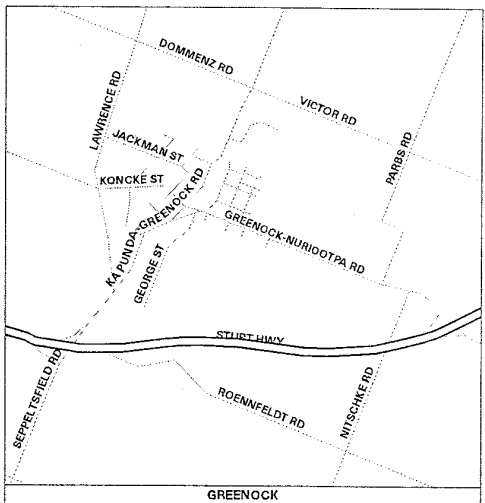 DOMMENZ RD
LAWRENCE RD
VICTOR RD
JACKMAN ST
PARBS RD
KONCKE ST
KAPUNDA-GREENOCK RD
GREENOCK-NURIOOTPA RD
GEORGE ST
STURT HWY
SEPPELTSFIELD RD
NITSCHKE RD
ROENNFELDT RD
GREENOCK